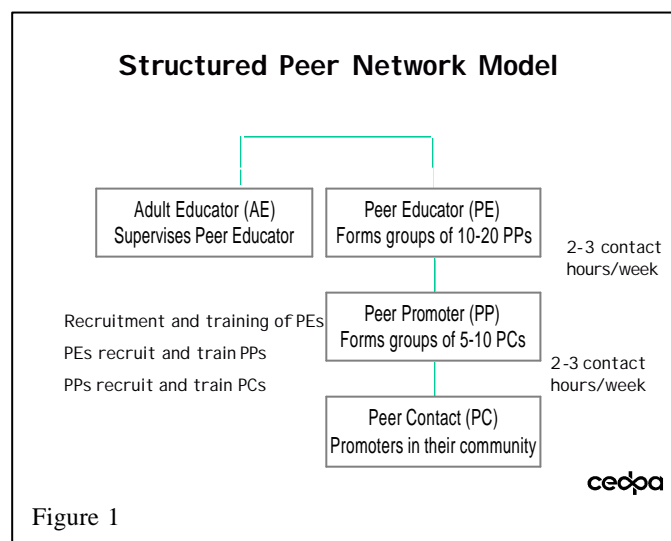 Structured Peer Network Model
Adult Educator (AE)
Supervises Peer Educator
Peer Educator (PE)
Forms groups of 10-20 PPs
2-3 contact
hours/week
Recruitment and training of PEs
PEs recruit and train PPs
PPs recruit and train PCs
Peer Promoter (PP)
Forms groups of 5-10 PCs
2-3 contact
hours/week
Peer Contact (PC)
Promoters in their community
cedpa
Figure 1